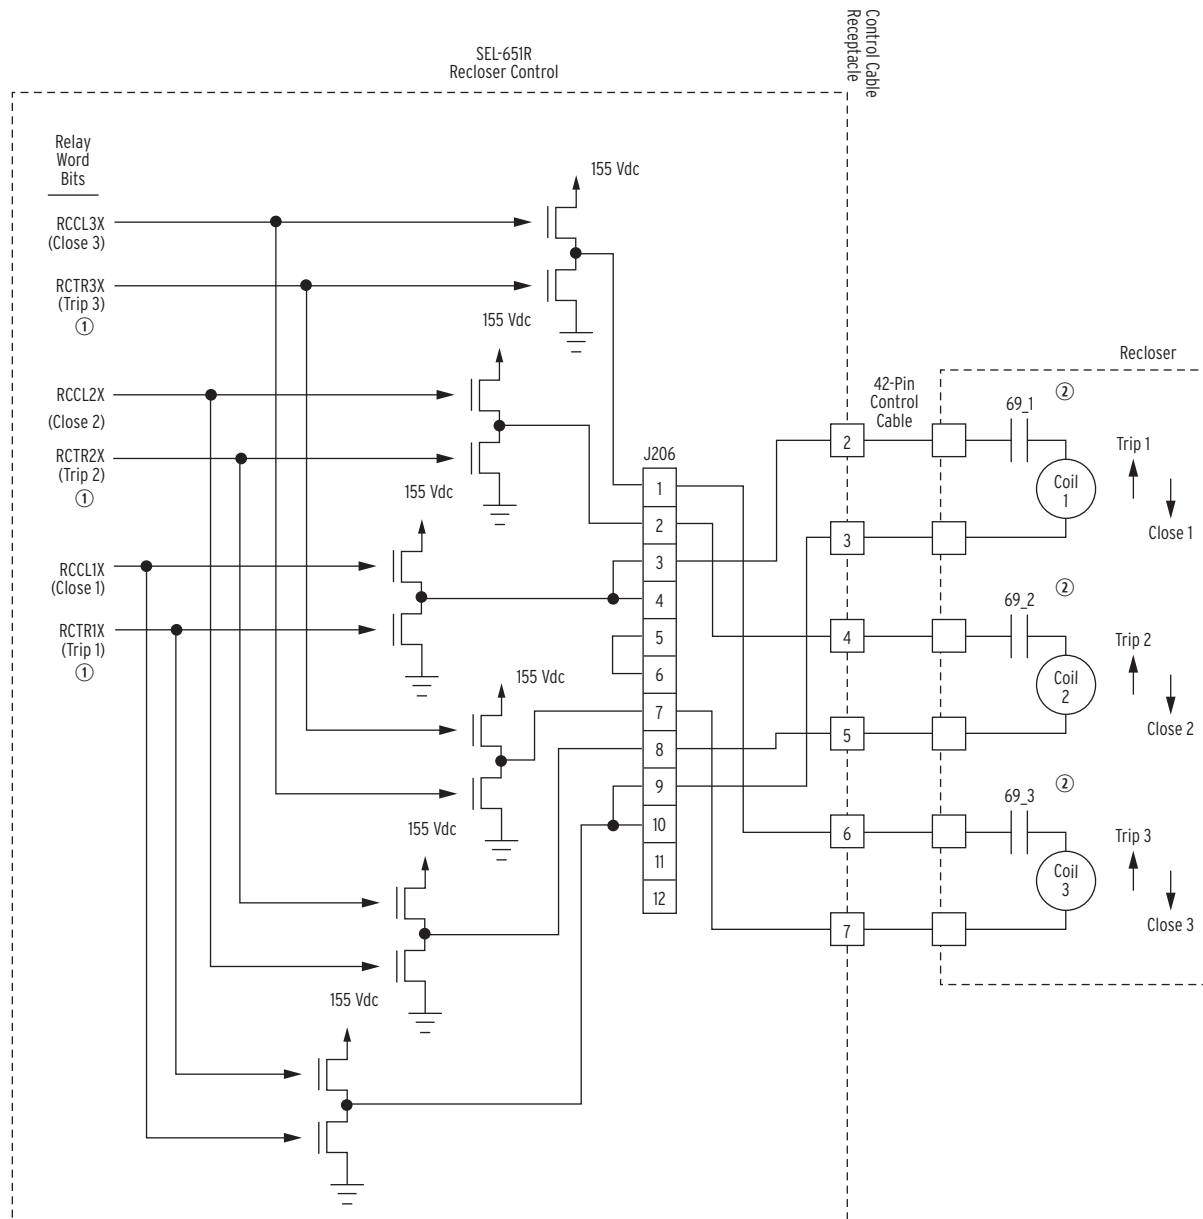 Control Cable
Receptacle
SEL-651R
Recloser Control
Relay
Word
Bits
155 Vdc
RCCL3X
(Close 3)
RCTR3X
(Trip 3)
①
155 Vdc
RCCL2X
(Close 2)
RCTR2X
(Trip 2)
①
155 Vdc
RCCL1X
(Close 1)
RCTR1X
(Trip 1)
①
155 Vdc
155 Vdc
155 Vdc
J206
1
2
3
4
5
6
7
8
9
10
11
12
42-Pin
Control
Cable
2
3
4
5
6
7
Recloser
69_1
②
Coil
1
Trip 1
Close 1
69_2
②
Coil
2
Trip 2
Close 2
69_3
②
Coil
3
Trip 3
Close 3